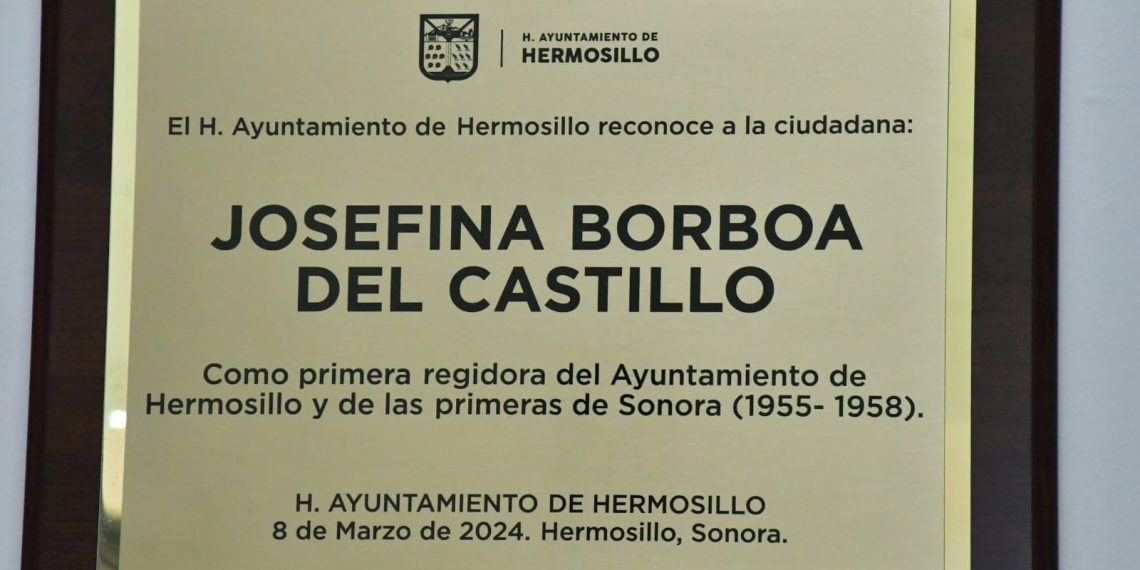 H. AYUNTAMIENTO DE
HERMOSILLO
El H. Ayuntamiento de Hermosillo reconoce a la ciudadana:
JOSEFINA BORBOA
DEL CASTILLO
Como primera regidora del Ayuntamiento de
Hermosillo y de las primeras de Sonora (1955- 1958).
H. AYUNTAMIENTO DE HERMOSILLO
8 de Marzo de 2024. Hermosillo, Sonora.